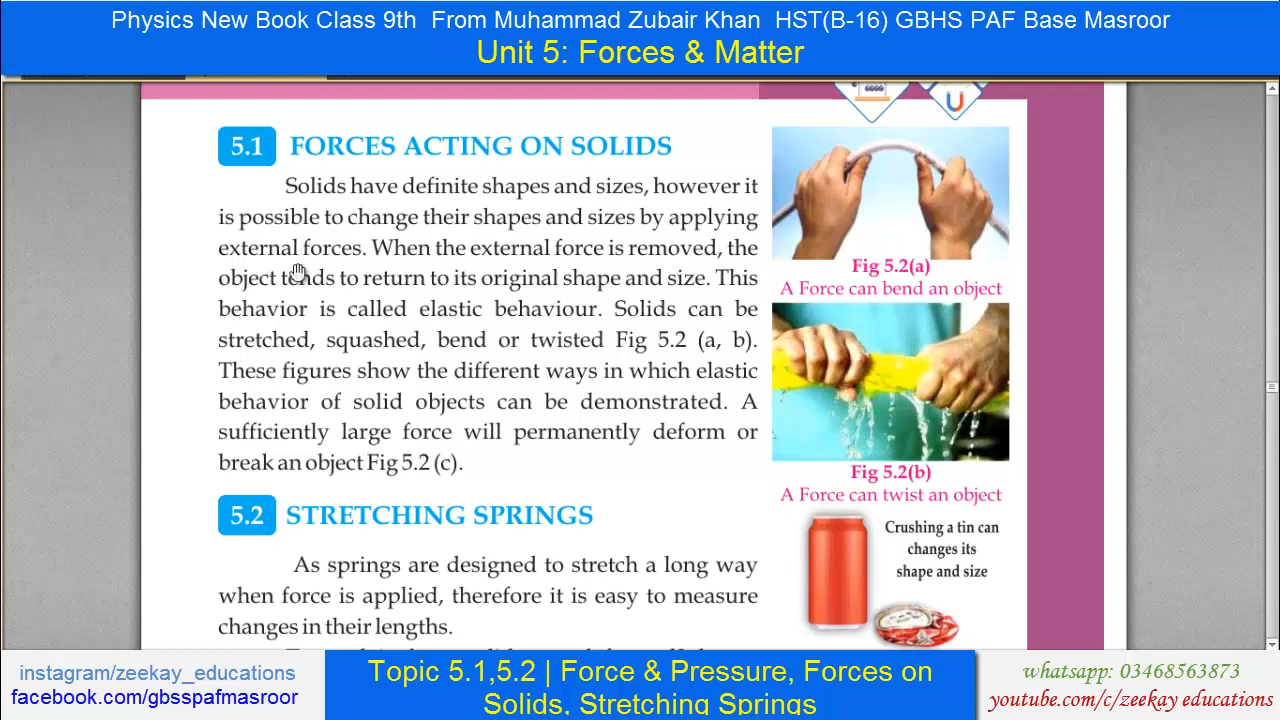 Physics New Book Class 9th From Muhammad Zubair Khan HST(B-16) GBHS PAF Base Masroor
Unit 5: Forces & Matter
5.1 FORCES ACTING ON SOLIDS
Solids have definite shapes and sizes, however it
is possible to change their shapes and sizes by applying
external forces. When the external force is removed, the
object tends to return to its original shape and size. This
behavior is called elastic behaviour. Solids can be
stretched, squashed, bend or twisted Fig 5.2 (a, b).
These figures show the different ways in which elastic
behavior of solid objects can be demonstrated. A
sufficiently large force will permanently deform or
break an object Fig 5.2 (c).
5.2 STRETCHING SPRINGS
As springs are designed to stretch a long way
when force is applied, therefore it is easy to measure
changes in their lengths.
Fig 5.2(a)
A Force can bend an object
Fig 5.2(b)
A Force can twist an object
Crushing a tin can
changes its
shape and size
instagram/zeekay_educations
facebook.com/gbsspafmasroor
Topic 5.1,5.2 | Force & Pressure, Forces on
Solids, Stretching Springs
whatsapp: 03468563873
youtube.com/c/zeekay educations